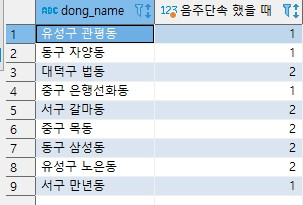 ABC dong_name 123 음주단속 했을 때
1 유성구 관평동 1
2 동구 자양동 1
3 대덕구 법동 2
4 중구 은행선화동 1
5 서구 갈마동 2
6 중구 목동 2
7 동구 삼성동 2
8 유성구 노은동 2
9 서구 만년동 1